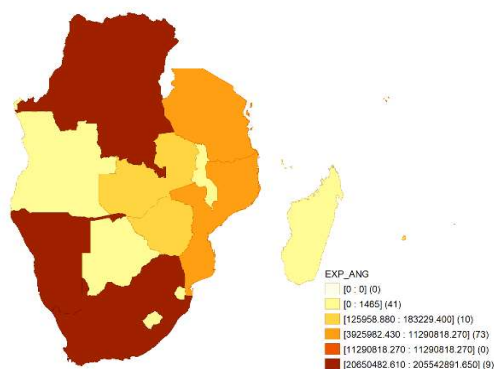 EXP_ANG
[0 : 0] (0)
[0 : 1465] (41)
[125958.880 : 183229.400] (10)
[3925982.430 : 11290818.270] (73)
[11290818.270 : 11290818.270] (0)
[20650482.610 : 205542891.650] (9)